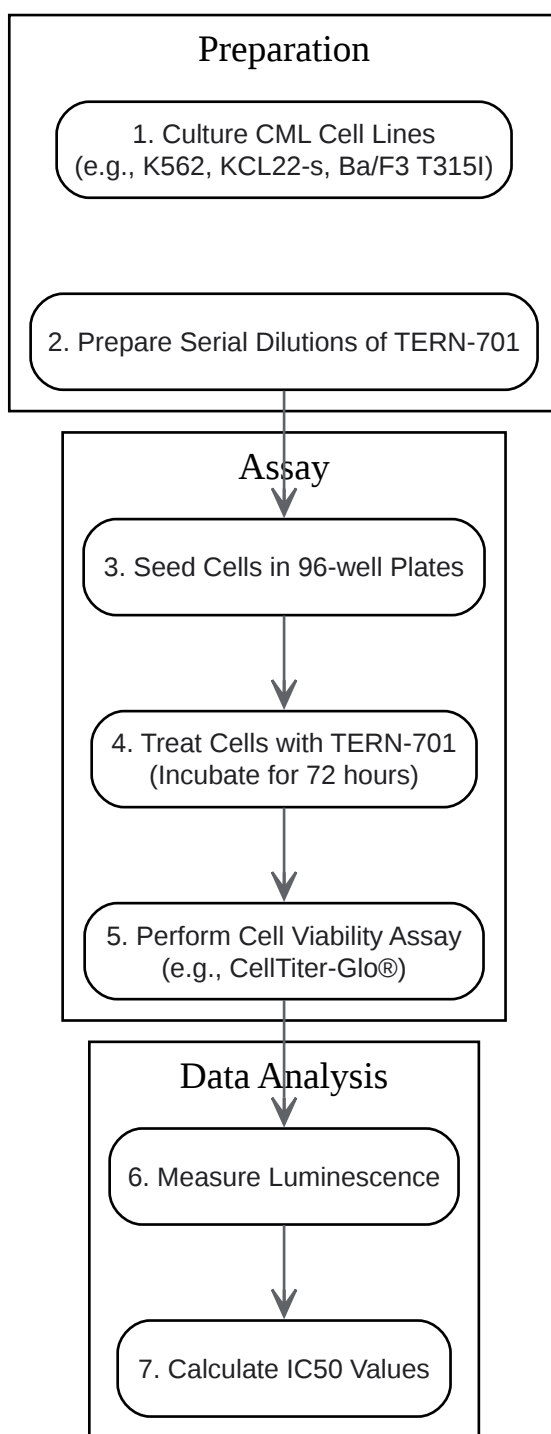 Preparation
1. Culture CML Cell Lines
(e.g., K562, KCL22-s, Ba/F3 T315I)
2. Prepare Serial Dilutions of TERN-701
Assay
3. Seed Cells in 96-well Plates
4. Treat Cells with TERN-701
(Incubate for 72 hours)
5. Perform Cell Viability Assay
(e.g., CellTiter-Glo®)
Data Analysis
6. Measure Luminescence
7. Calculate IC50 Values